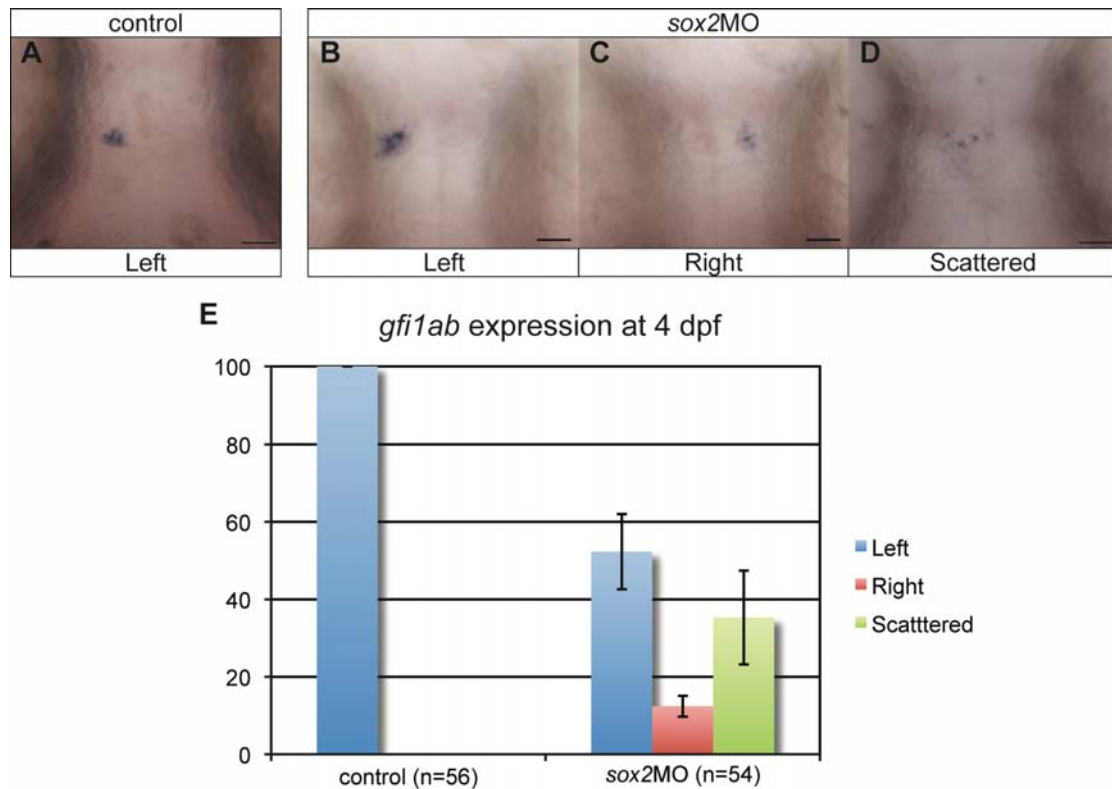 control
sox2MO
A
B
C
D
Left
Left
Right
Scattered
E
gfi1ab expression at 4 dpf
100
80
60
40
20
0
control (n=56)
sox2MO (n=54)
Left
Right
Scatttered